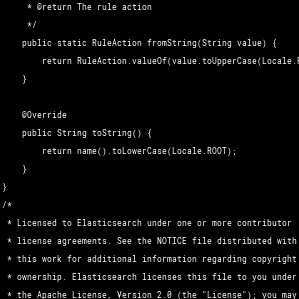 * @return The rule action
*/
public static RuleAction fromString(String value) {
return RuleAction.valueOf(value.toUpperCase(Locale.
}
@Override
public String toString() {
return name().toLowerCase(Locale.ROOT);
}
}
/*
* Licensed to Elasticsearch under one or more contributor
* license agreements. See the NOTICE file distributed with
* this work for additional information regarding copyright
* ownership. Elasticsearch licenses this file to you under
* the Apache License, Version 2.0 (the "License"); you may